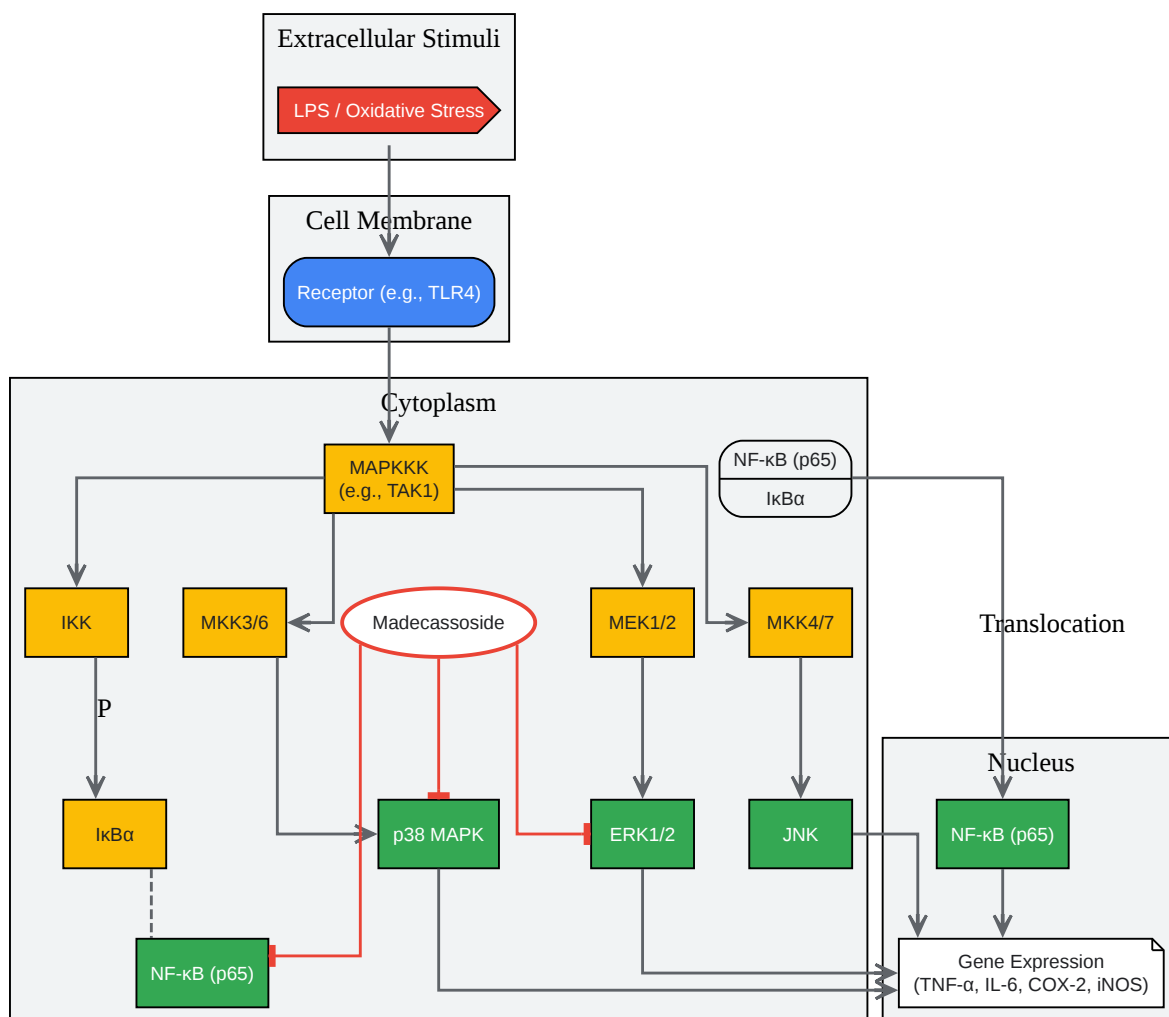 Extracellular Stimuli
LPS / Oxidative Stress
Cell Membrane
Receptor (e.g., TLR4)
Cytoplasm
MAPKKK
(e.g., TAK1)
NF-κB (p65)
IκBα
IKK
MKK3/6
Madecassoside
MEK1/2
MKK4/7
Translocation
P
Nucleus
IκBα
p38 MAPK
ERK1/2
JNK
NF-κB (p65)
NF-κB (p65)
Gene Expression
(TNF-α, IL-6, COX-2, iNOS)